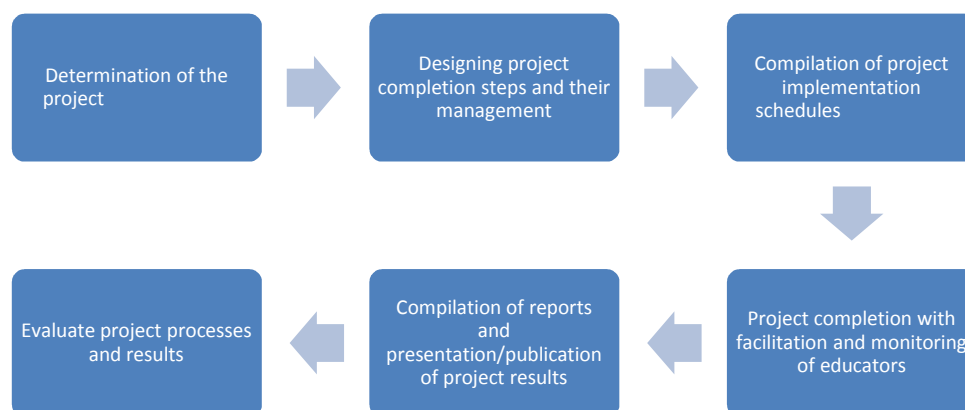 Determination of the
project
Designing project
completion steps and their
management
Compilation of project
implementation
schedules
Project completion with
facilitation and monitoring
of educators
Compilation of reports
and
presentation/publication
of project results
Evaluate project processes
and results